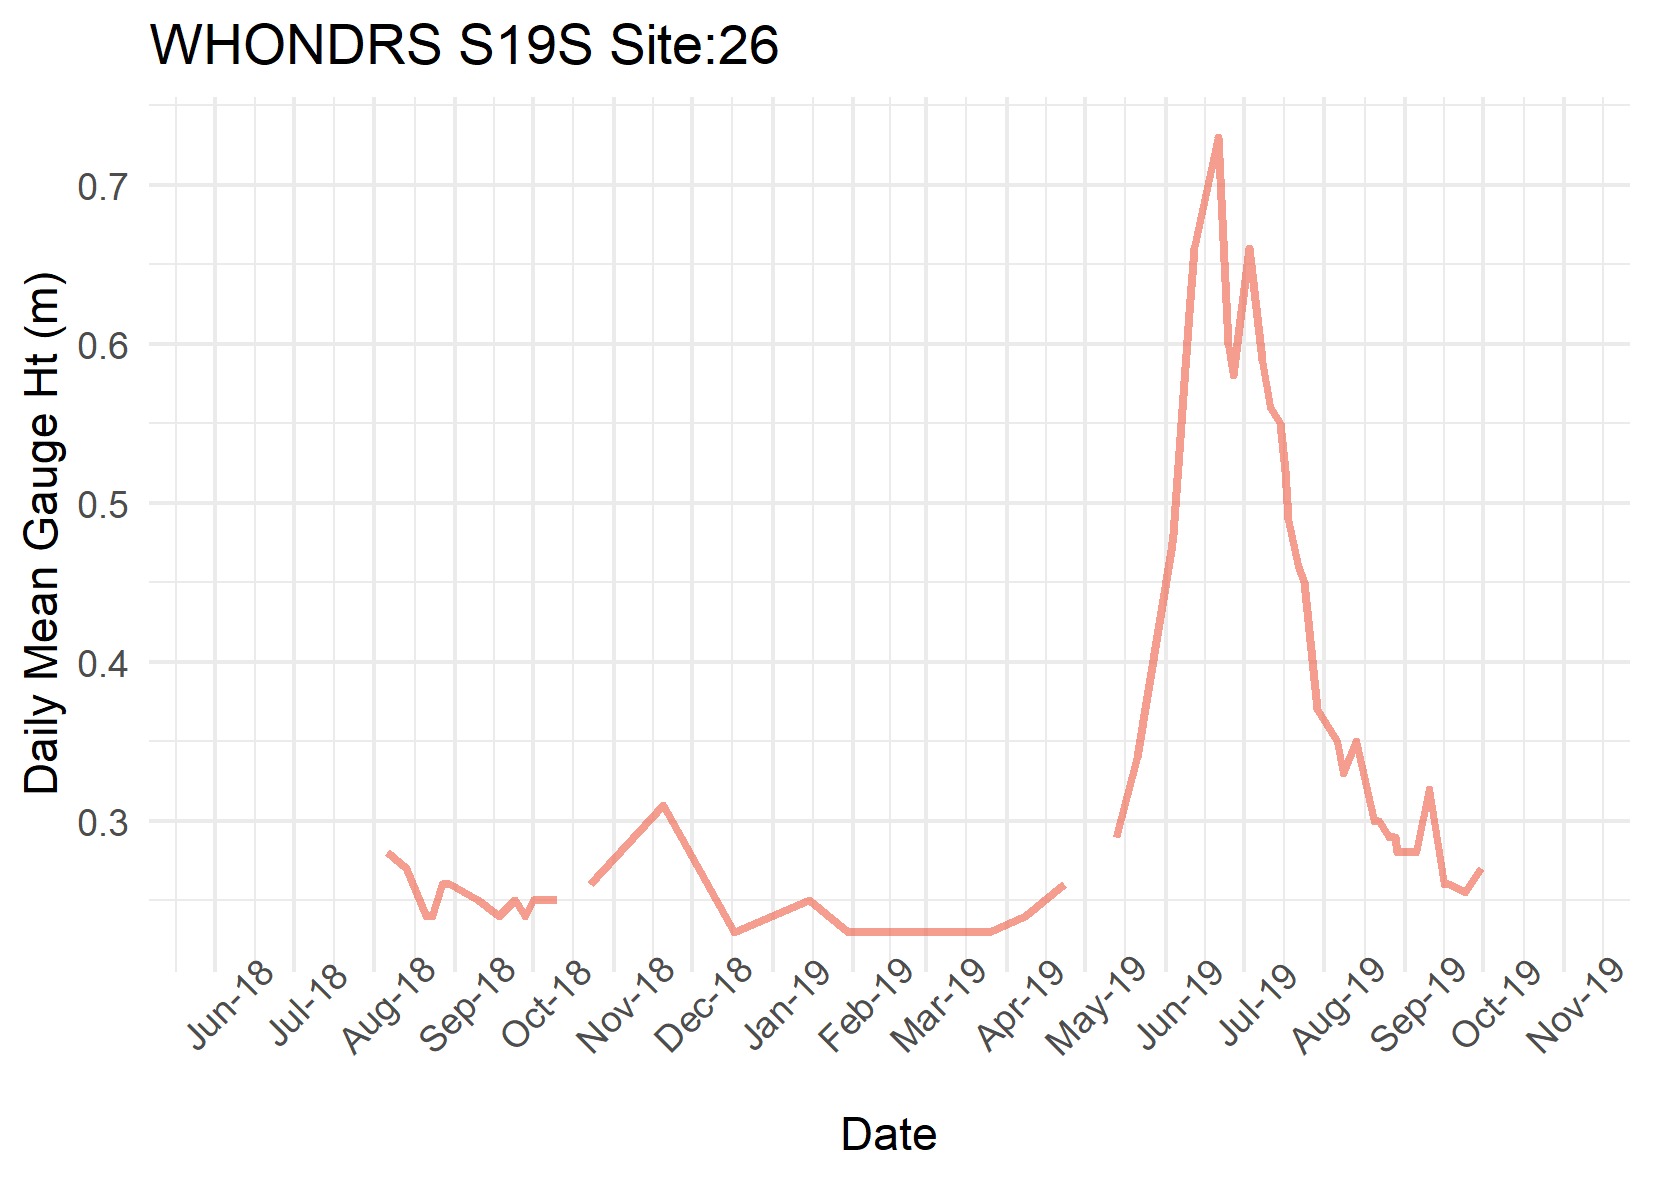 WHONDRS S19S Site:26
Daily Mean Gauge Ht (m)
0.7
0.6
0.5
0.4
0.3
Jun-18
Jul-18
Aug-18
Sep-18
Oct-18
Nov-18
Dec-18
Jan-19
Feb-19
Mar-19
Apr-19
May-19
Jun-19
Jul-19
Aug-19
Sep-19
Oct-19
Nov-19
Date